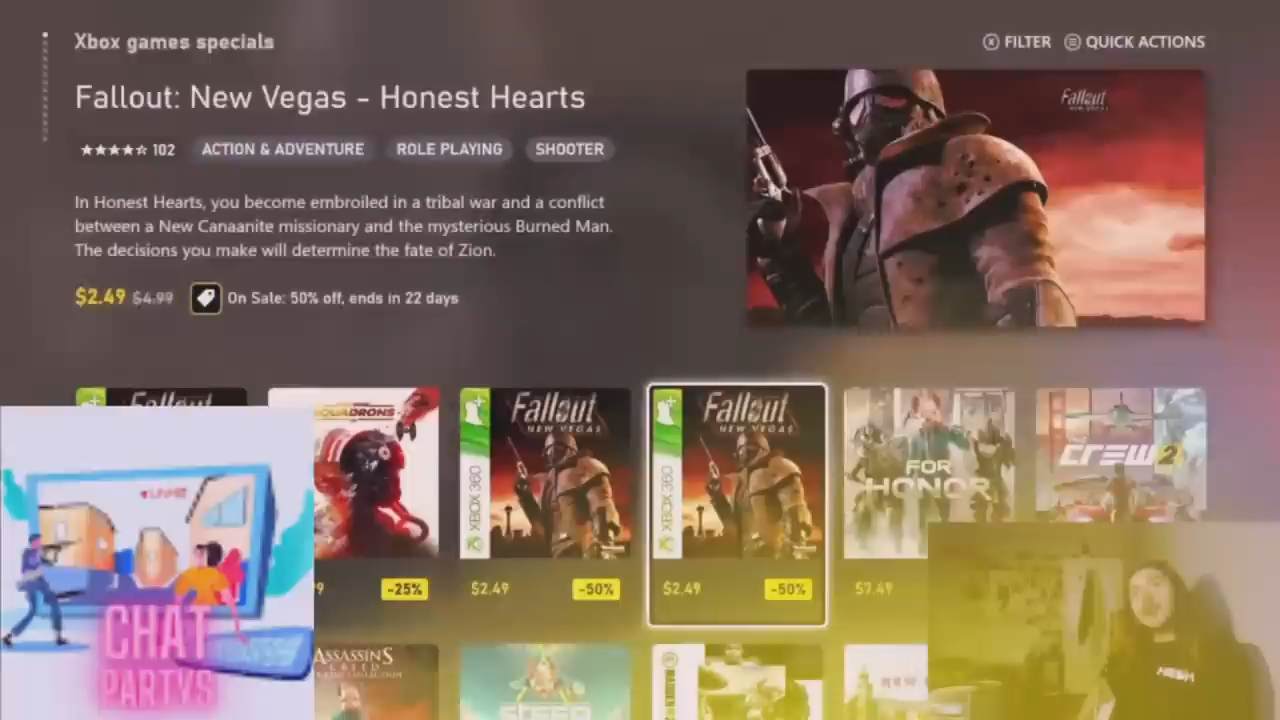 Xbox games specials
FILTER QUICK ACTIONS
Fallout: New Vegas - Honest Hearts
102 ACTION & ADVENTURE ROLE PLAYING SHOOTER
In Honest Hearts, you become embroiled in a tribal war and a conflict
between a New Canaanite missionary and the mysterious Burned Man.
The decisions you make will determine the fate of Zion.
$2.49 $4.99 On Sale: 50% off, ends in 22 days
Fallout
NEW VEGAS
Fallout
Fallout
NEW VEGAS
XBOX 360
Fallout
NEW VEGAS
XBOX 360
FOR
HONOR
CREW 2
-25%
$2.49 -50%
$2.49 -50%
$7.49
CHAT
PARTYS
ASSASSIN'S
CREED
STEEP